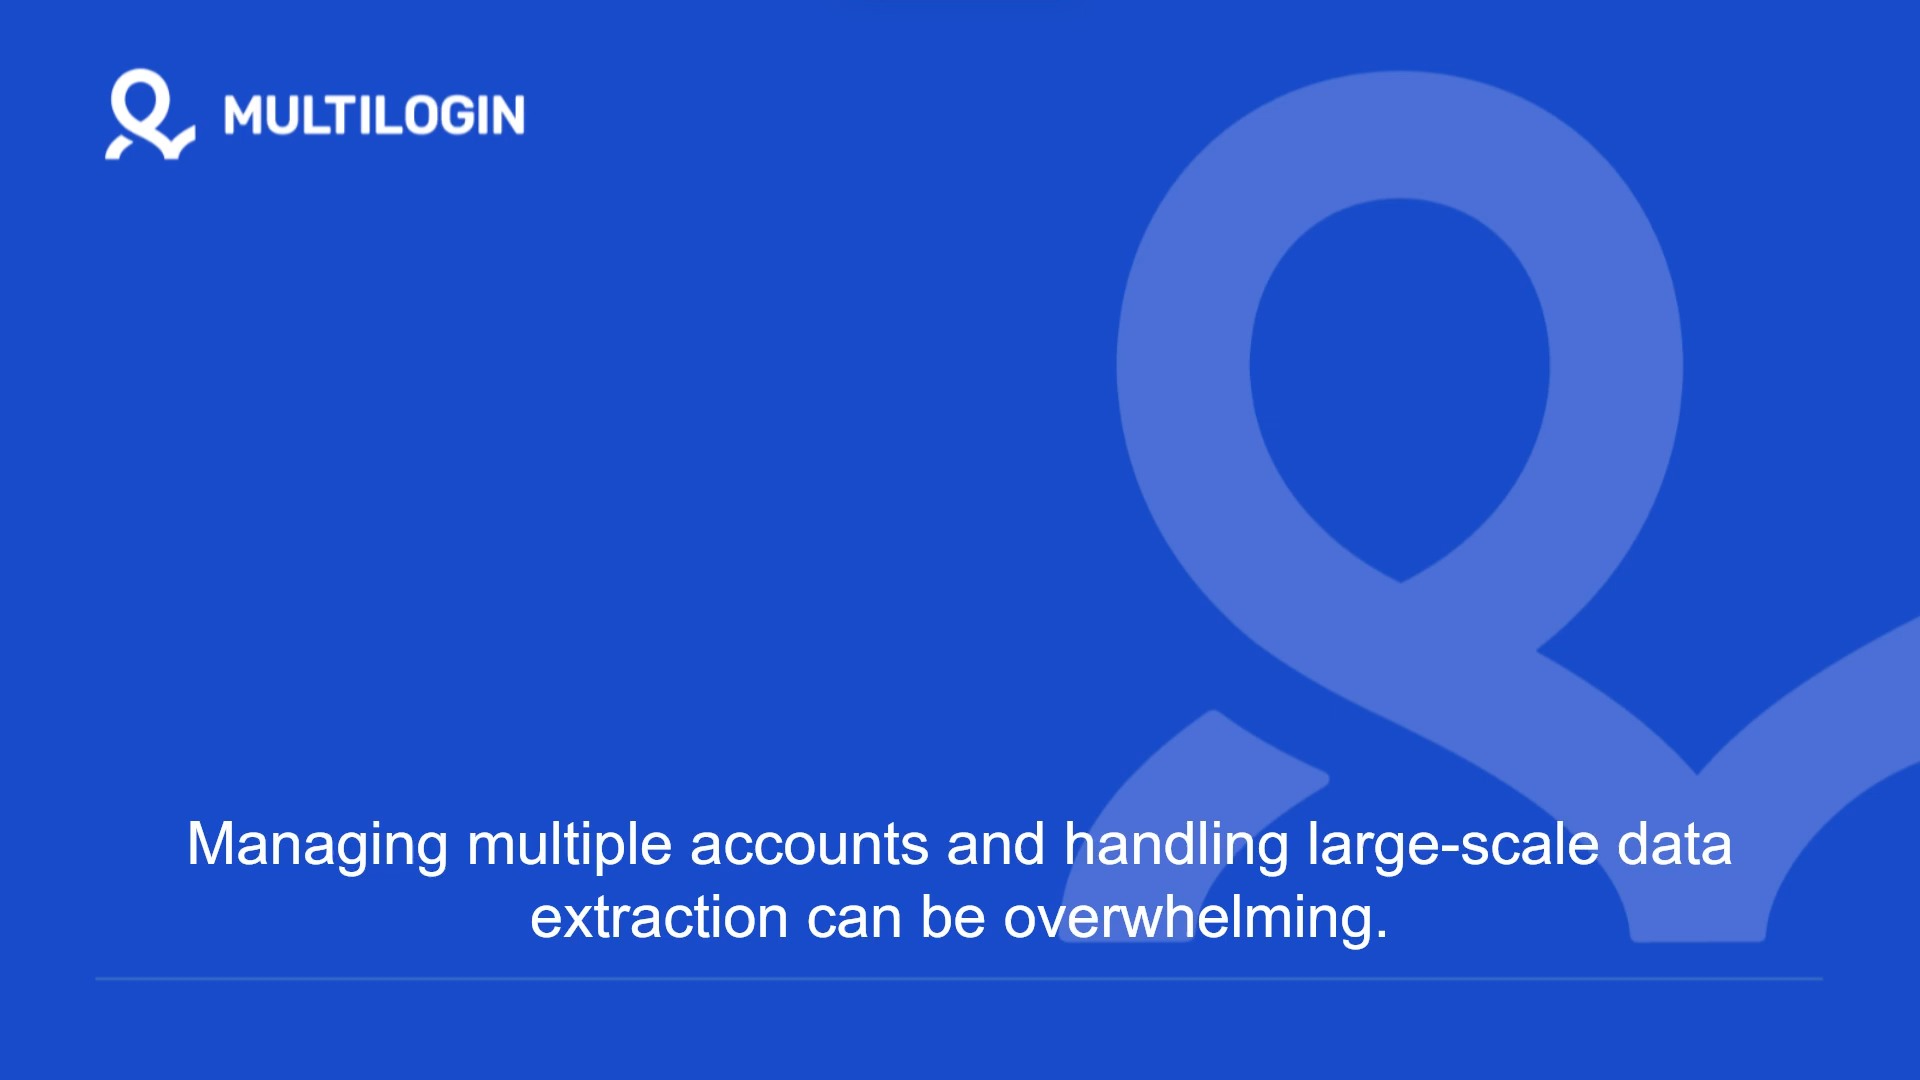 MULTILOGIN
Managing multiple accounts and handling large-scale data
extraction can be overwhelming.